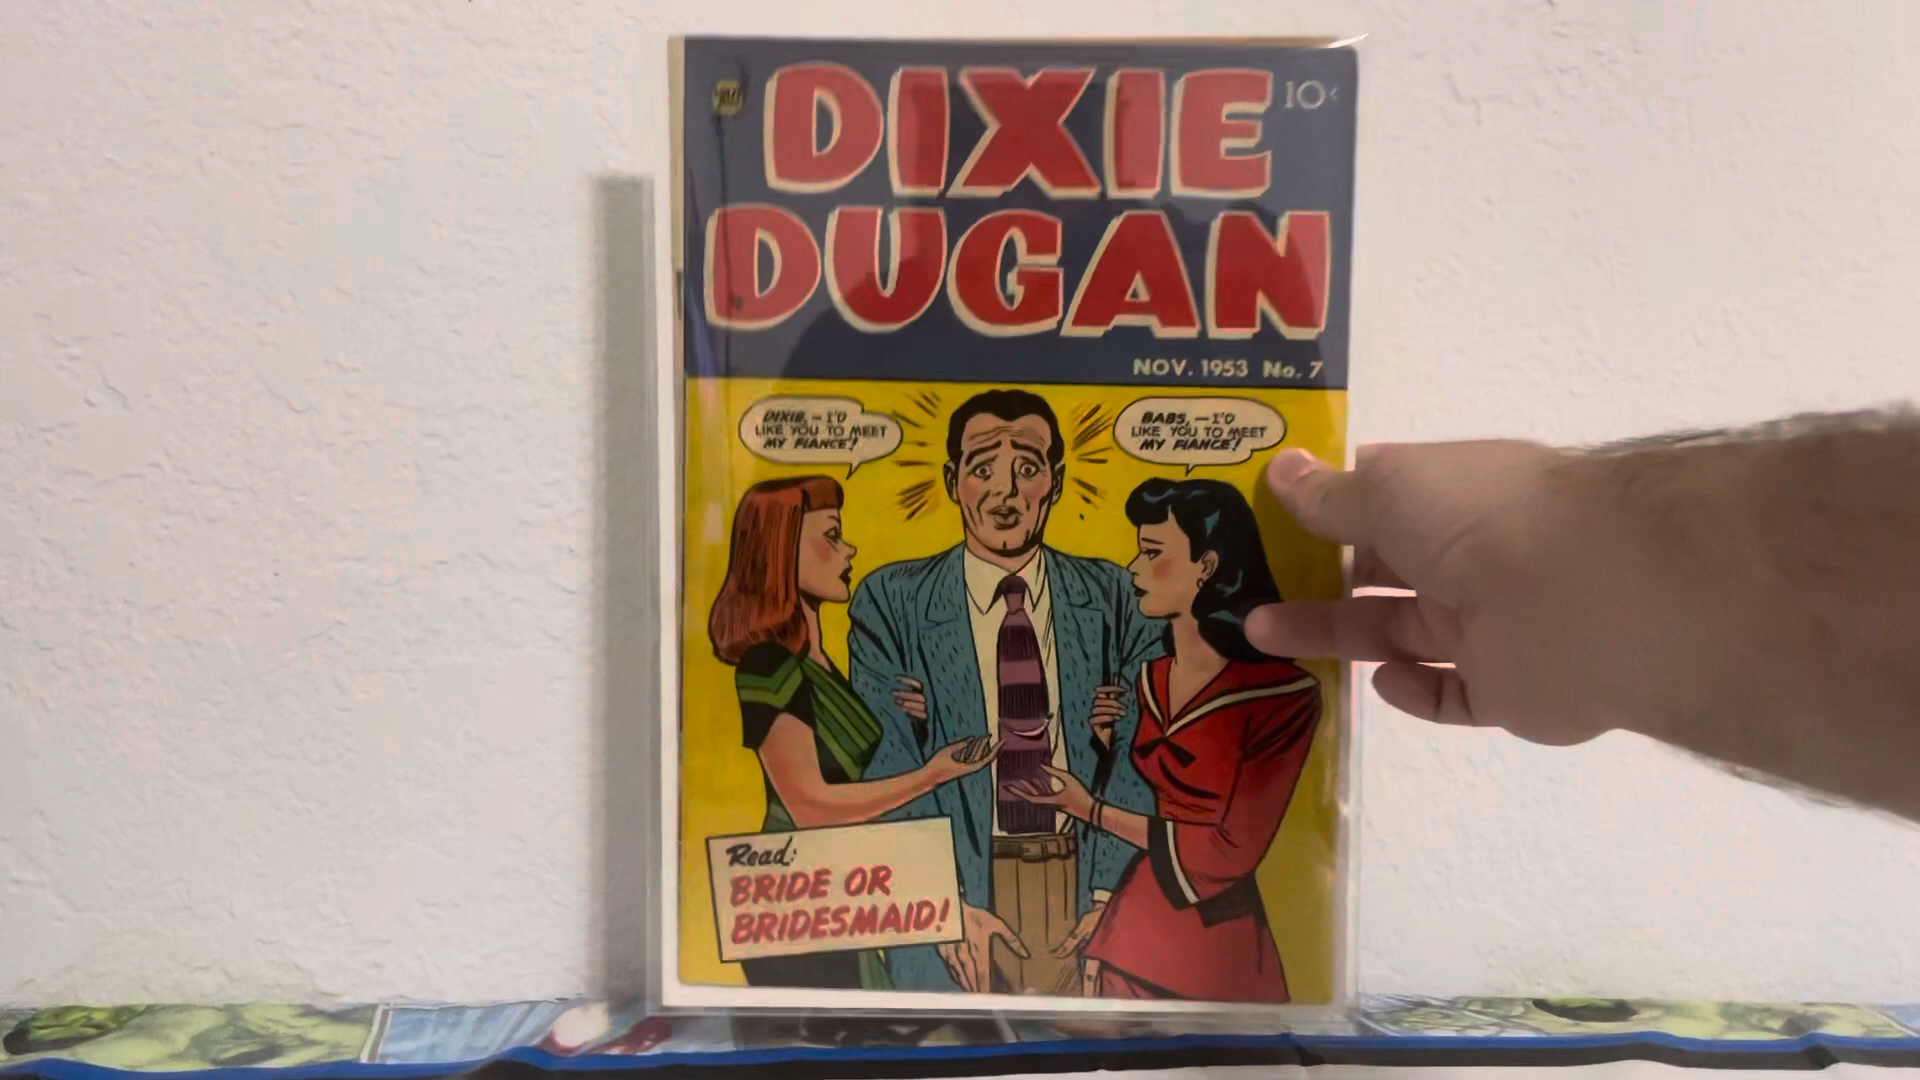 DIXIE
10¢
DUGAN
NOV. 1953 No. 7
DIXIE, — I'D
LIKE YOU TO MEET
MY FIANCE!
BABS, — I'D
LIKE YOU TO MEET
MY FIANCE!
Read:
BRIDE OR
BRIDESMAID!